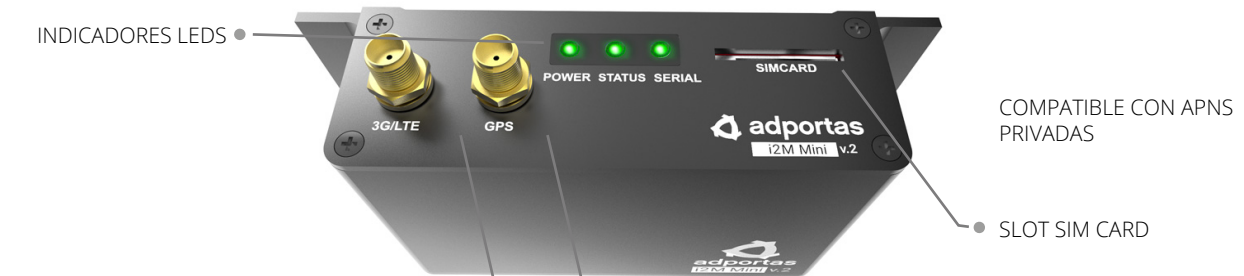 INDICADORES LEDS
POWER STATUS SERIAL
SIMCARD
3G/LTE
GPS
adportas
i2M Mini v.2
COMPATIBLE CON APNS
PRIVADAS
SLOT SIM CARD
adportas
i2M Mini v.2